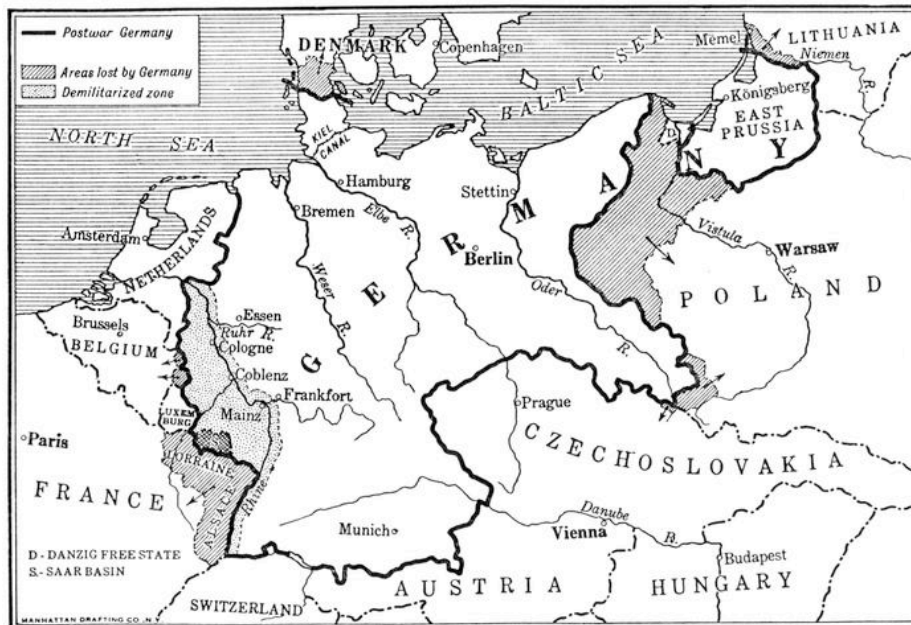 Postwar Germany
Areas lost by Germany
Demilitarized zone
DENMARK
Copenhagen
Memel
LITHUANIA
Niemen
R.
BALTIC SEA
Königsberg
EAST
PRUSSIA
NORTH SEA
KIEL
CANAL
Hamburg
Stettin
D
Bremen
Elbe R.
GERMANY
Amsterdam
NETHERLANDS
Weser
R.
Berlin
Oder
R.
Vistula
R.
Warsaw
POLAND
Brussels
BELGIUM
Essen
Ruhr R.
Cologne
Coblenz
Frankfort
LUXEM
BURG
Mainz
Prague
CZECHOSLOVAKIA
Paris
FRANCE
LORRAINE
ALSACE
Rhine
Munich
Danube
R.
Vienna
Budapest
AUSTRIA
HUNGARY
SWITZERLAND
D - DANZIG FREE STATE
S - SAAR BASIN
MANHATTAN DRAFTING CO., N.Y.